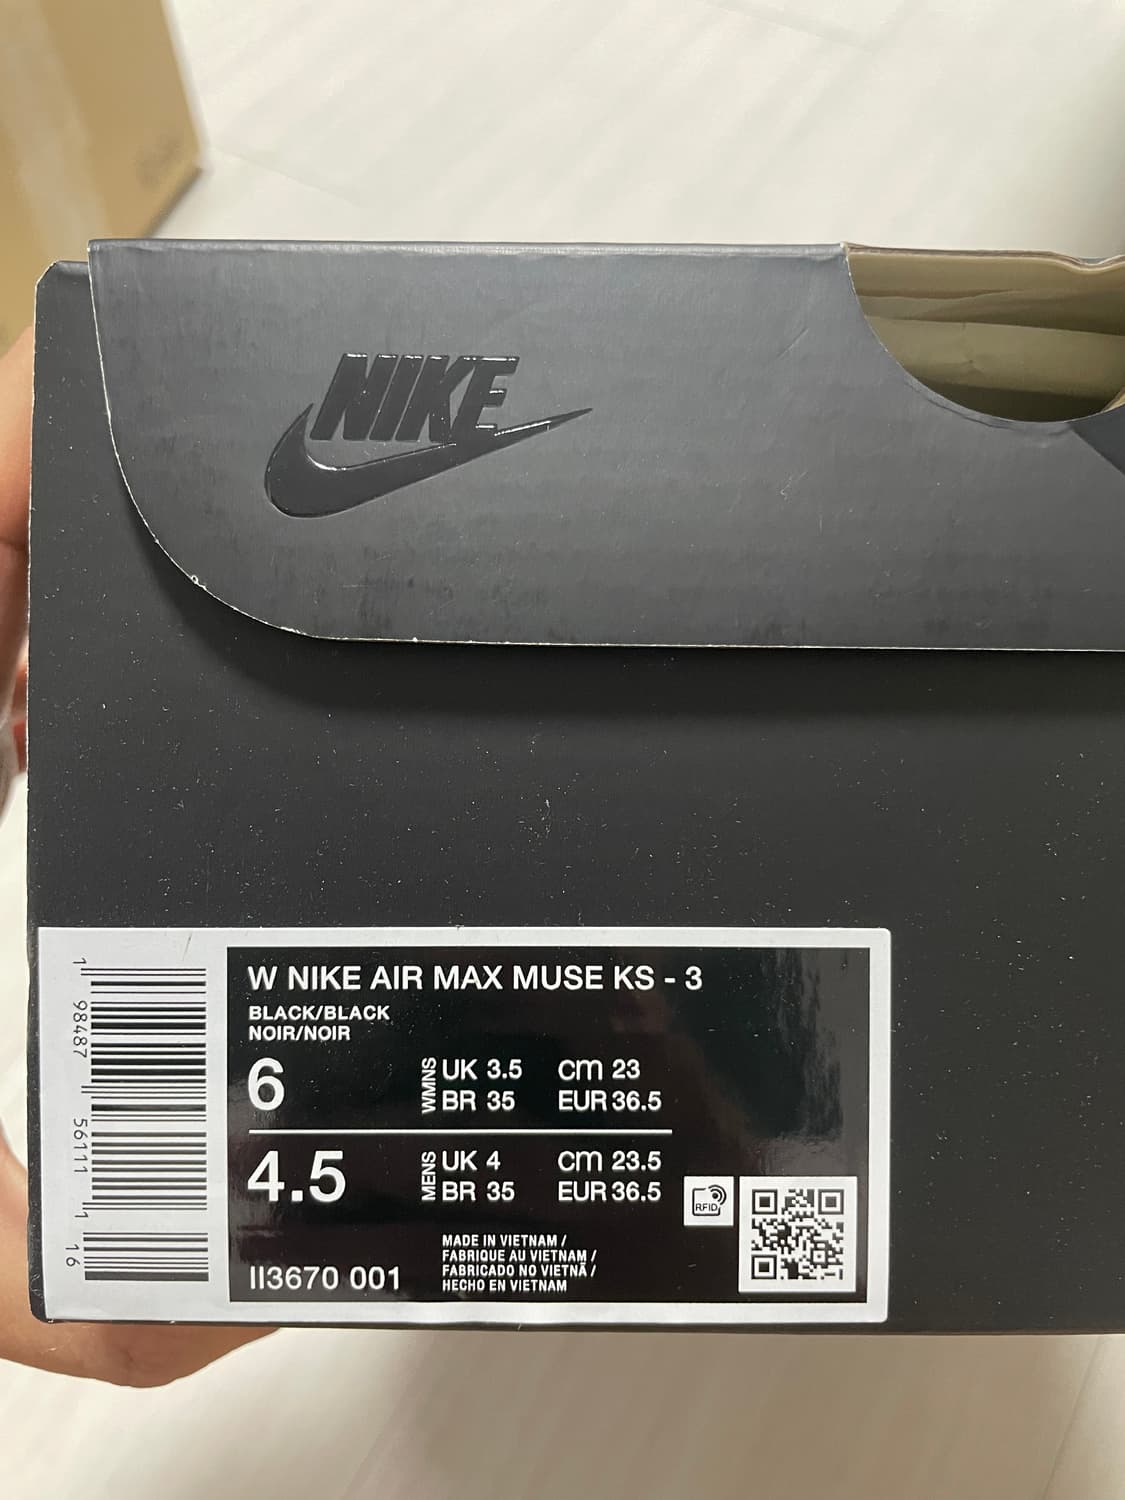 NIKE
W NIKE AIR MAX MUSE KS - 3
BLACK/BLACK
NOIR/NOIR
6 WMNS UK 3.5 cm 23
BR 35 EUR 36.5
4.5 MENS UK 4 cm 23.5
BR 35 EUR 36.5
RFID
MADE IN VIETNAM /
FABRIQUE AU VIETNAM /
FABRICADO NO VIETNÃ /
HECHO EN VIETNAM
II3670 001
1 98487 56111 1 16